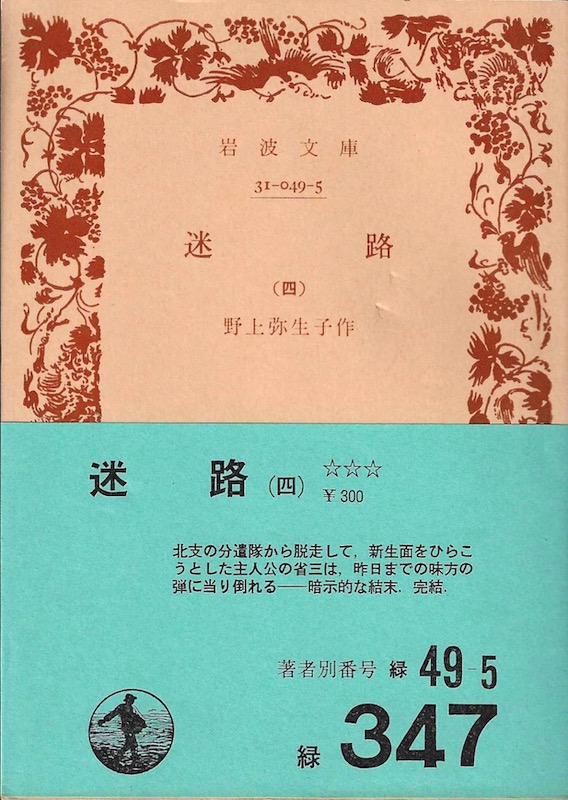 岩波文庫
31-049-5
迷路
(四)
野上弥生子作
迷路(四) ☆☆☆
¥300
北支の分遣隊から脱走して,新生面をひらこ
うとした主人公の省三は,昨日までの味方の
弾に当り倒れる──暗示的な結末.完結.
著者別番号 緑 49-5
緑 347